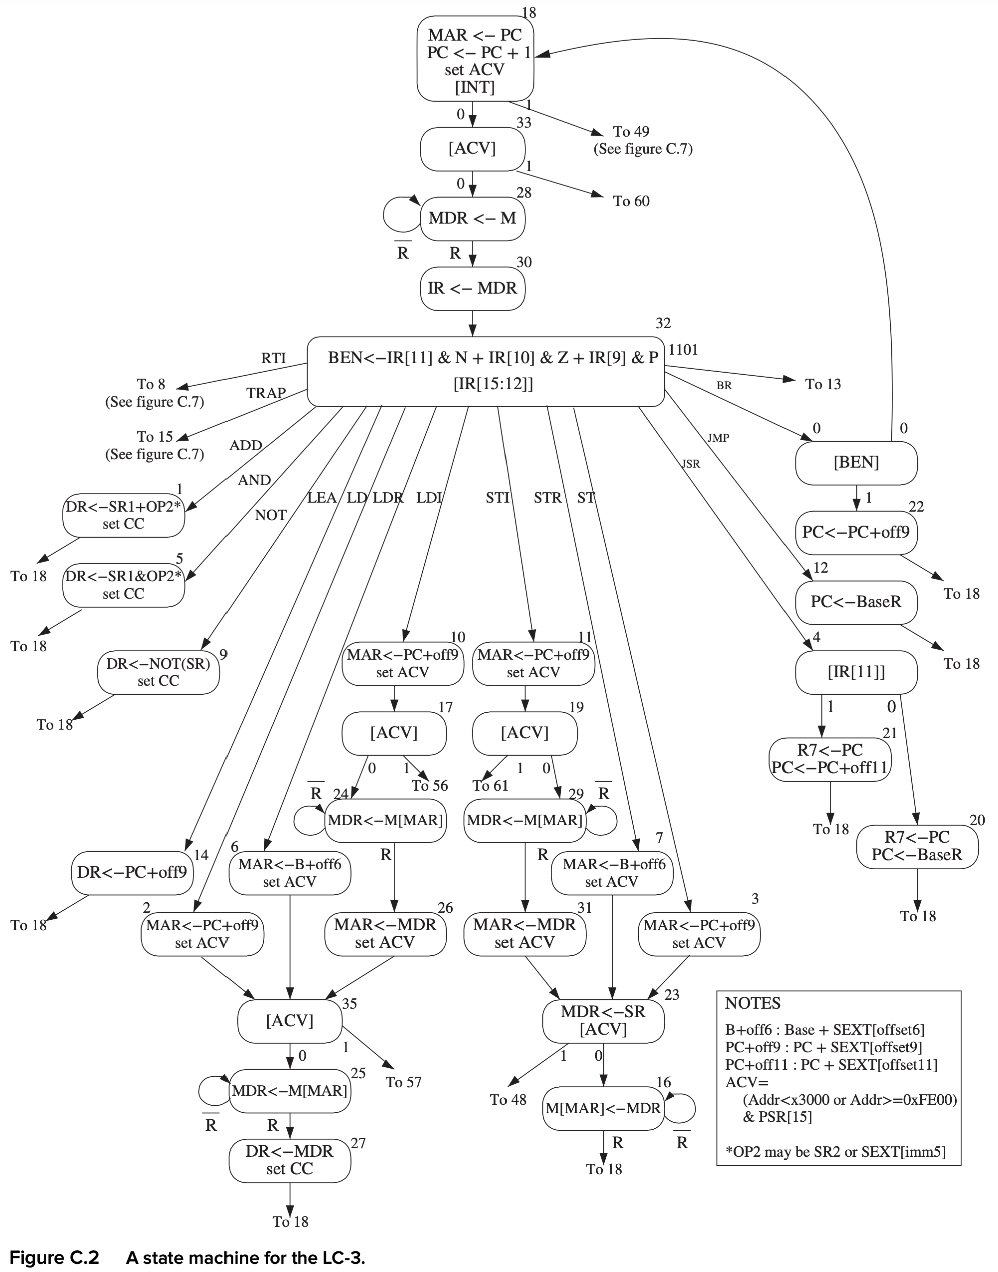 18
MAR <– PC
PC <– PC + 1
set ACV
[INT]
0
1
33
To 49
(See figure C.7)
[ACV]
0
1
28
To 60
MDR <– M
R
R
30
IR <– MDR
32
BEN<–IR[11] & N + IR[10] & Z + IR[9] & P
[IR[15:12]]
RTI
1101
To 8
(See figure C.7)
TRAP
To 15
(See figure C.7)
BR
To 13
ADD
AND
NOT
LEA
LD
LDR
LDI
STI
STR
ST
JSR
JMP
0
0
[BEN]
1
22
PC<–PC+off9
To 18
1
DR<–SR1+OP2*
set CC
To 18
5
DR<–SR1&OP2*
set CC
To 18
12
PC<–BaseR
To 18
9
DR<–NOT(SR)
set CC
To 18
10
MAR<–PC+off9
set ACV
11
MAR<–PC+off9
set ACV
4
[IR[11]]
1
0
17
[ACV]
0
1
To 56
19
[ACV]
1
0
To 61
21
R7<–PC
PC<–PC+off11
To 18
R
24
MDR<–M[MAR]
R
29
R
MDR<–M[MAR]
R
20
R7<–PC
PC<–BaseR
To 18
14
DR<–PC+off9
To 18
6
MAR<–B+off6
set ACV
7
MAR<–B+off6
set ACV
2
MAR<–PC+off9
set ACV
26
MAR<–MDR
set ACV
31
MAR<–MDR
set ACV
3
MAR<–PC+off9
set ACV
35
[ACV]
0
1
To 57
23
MDR<–SR
[ACV]
1
0
To 48
25
MDR<–M[MAR]
R
R
16
M[MAR]<–MDR
R
R
To 18
27
DR<–MDR
set CC
To 18
NOTES
B+off6 : Base + SEXT[offset6]
PC+off9 : PC + SEXT[offset9]
PC+off11 : PC + SEXT[offset11]
ACV=
(Addr<x3000 or Addr>=0xFE00)
& PSR[15]
*OP2 may be SR2 or SEXT[imm5]
Figure C.2 A state machine for the LC-3.